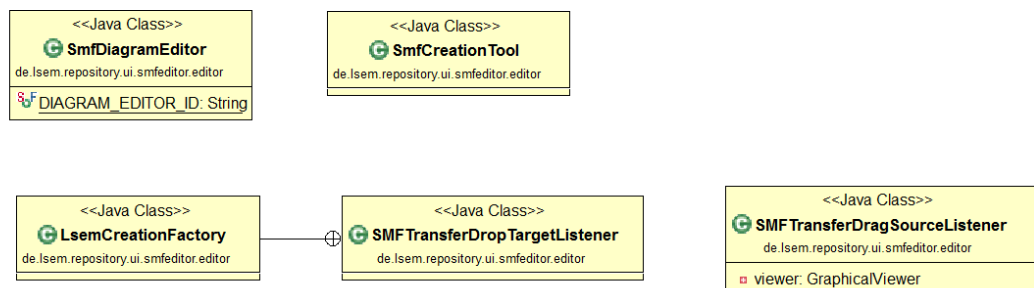 <<Java Class>>
SmfDiagramEditor
de.lsem.repository.ui.smfeditor.editor
DIAGRAM_EDITOR_ID: String
<<Java Class>>
SmfCreationTool
de.lsem.repository.ui.smfeditor.editor
<<Java Class>>
LsemCreationFactory
de.lsem.repository.ui.smfeditor.editor
<<Java Class>>
SMFTransferDropTargetListener
de.lsem.repository.ui.smfeditor.editor
<<Java Class>>
SMFTransferDragSourceListener
de.lsem.repository.ui.smfeditor.editor
viewer: GraphicalViewer